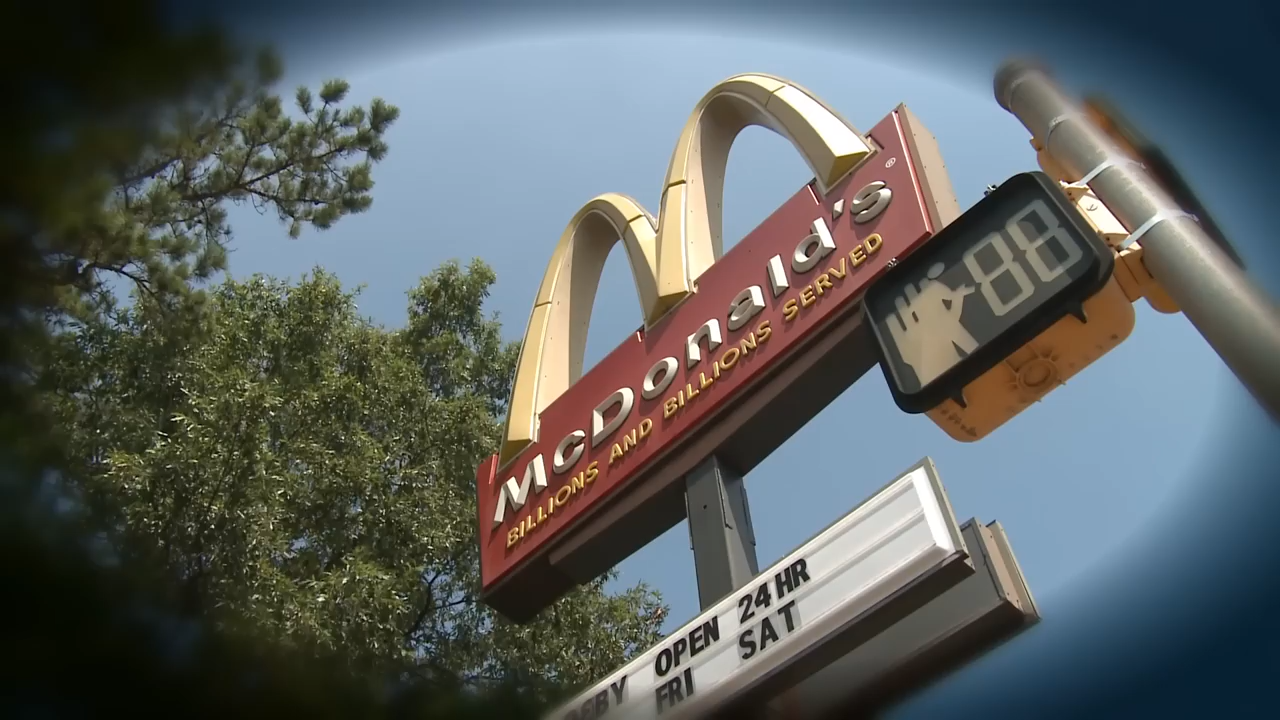 McDonald's®
BILLIONS AND BILLIONS SERVED
88
OPEN 24 HR
FRI SAT